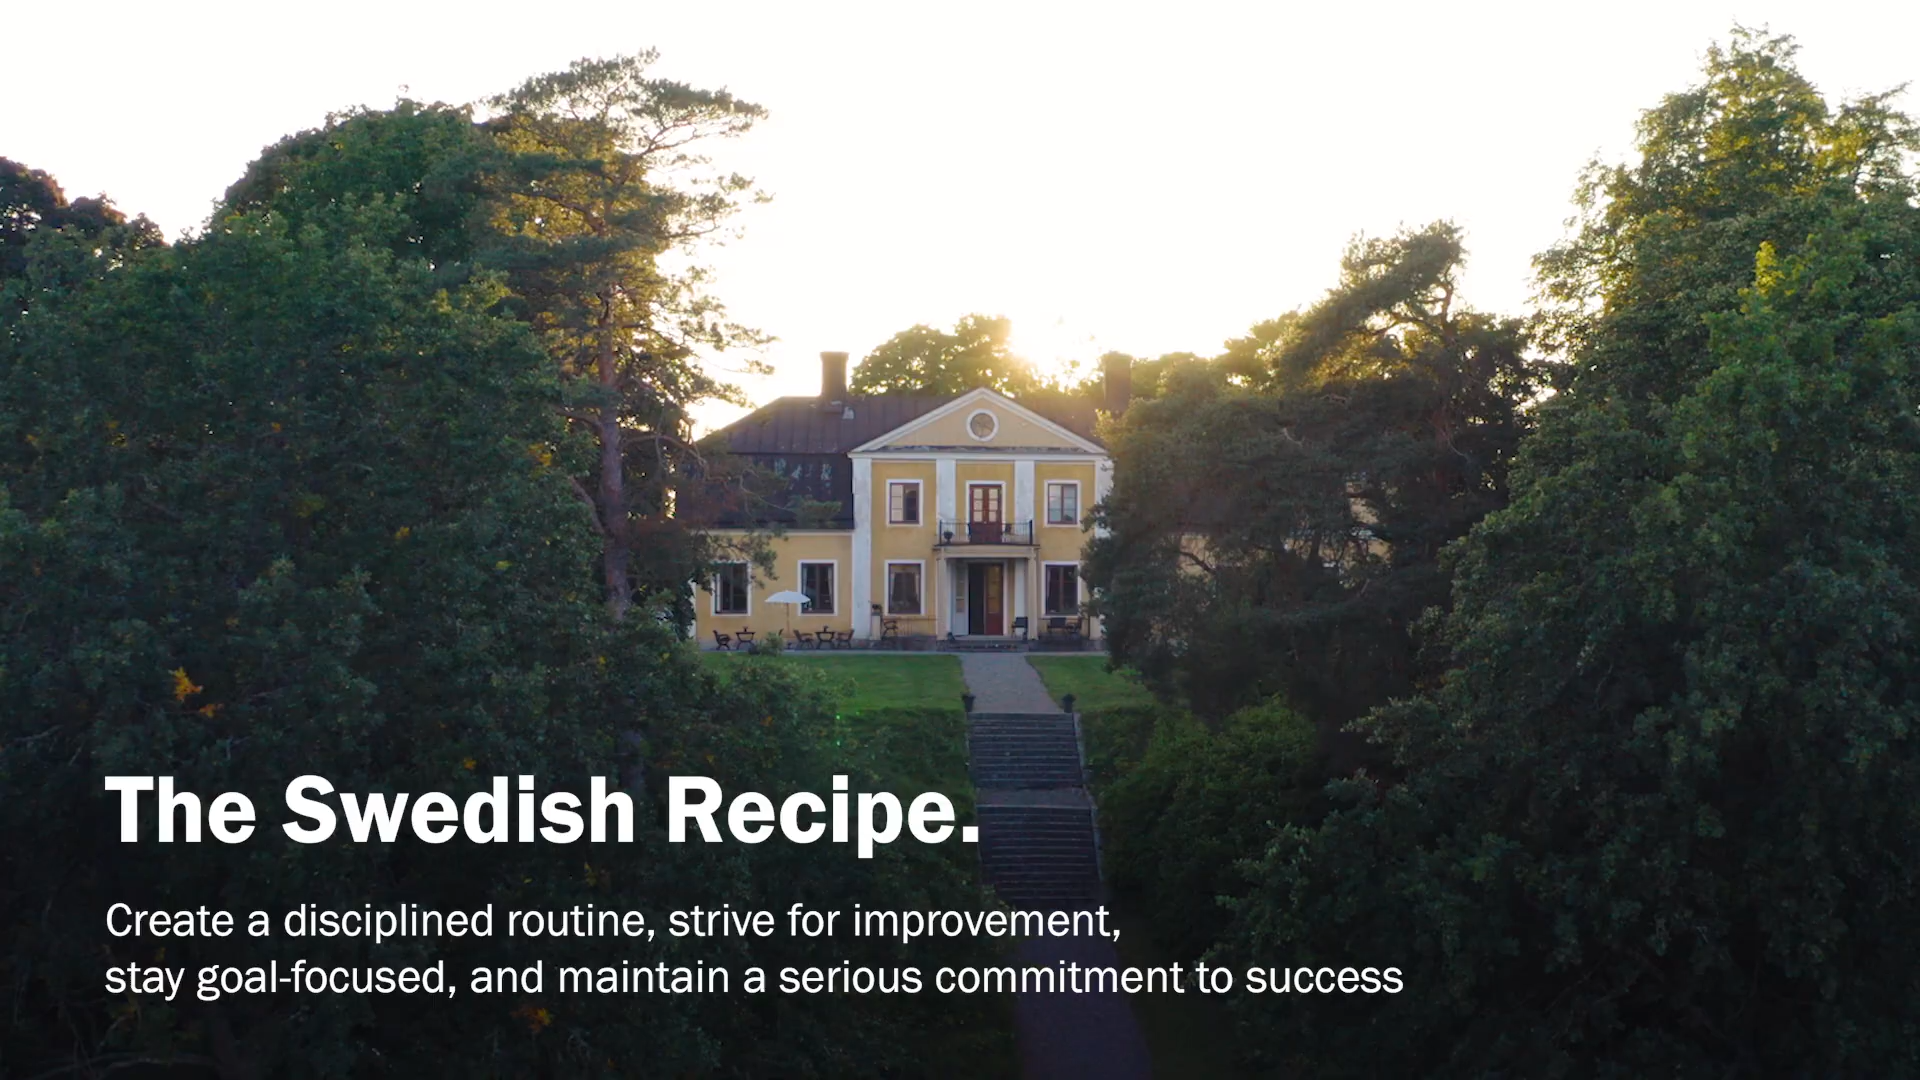 The Swedish Recipe.
Create a disciplined routine, strive for improvement,
stay goal-focused, and maintain a serious commitment to success